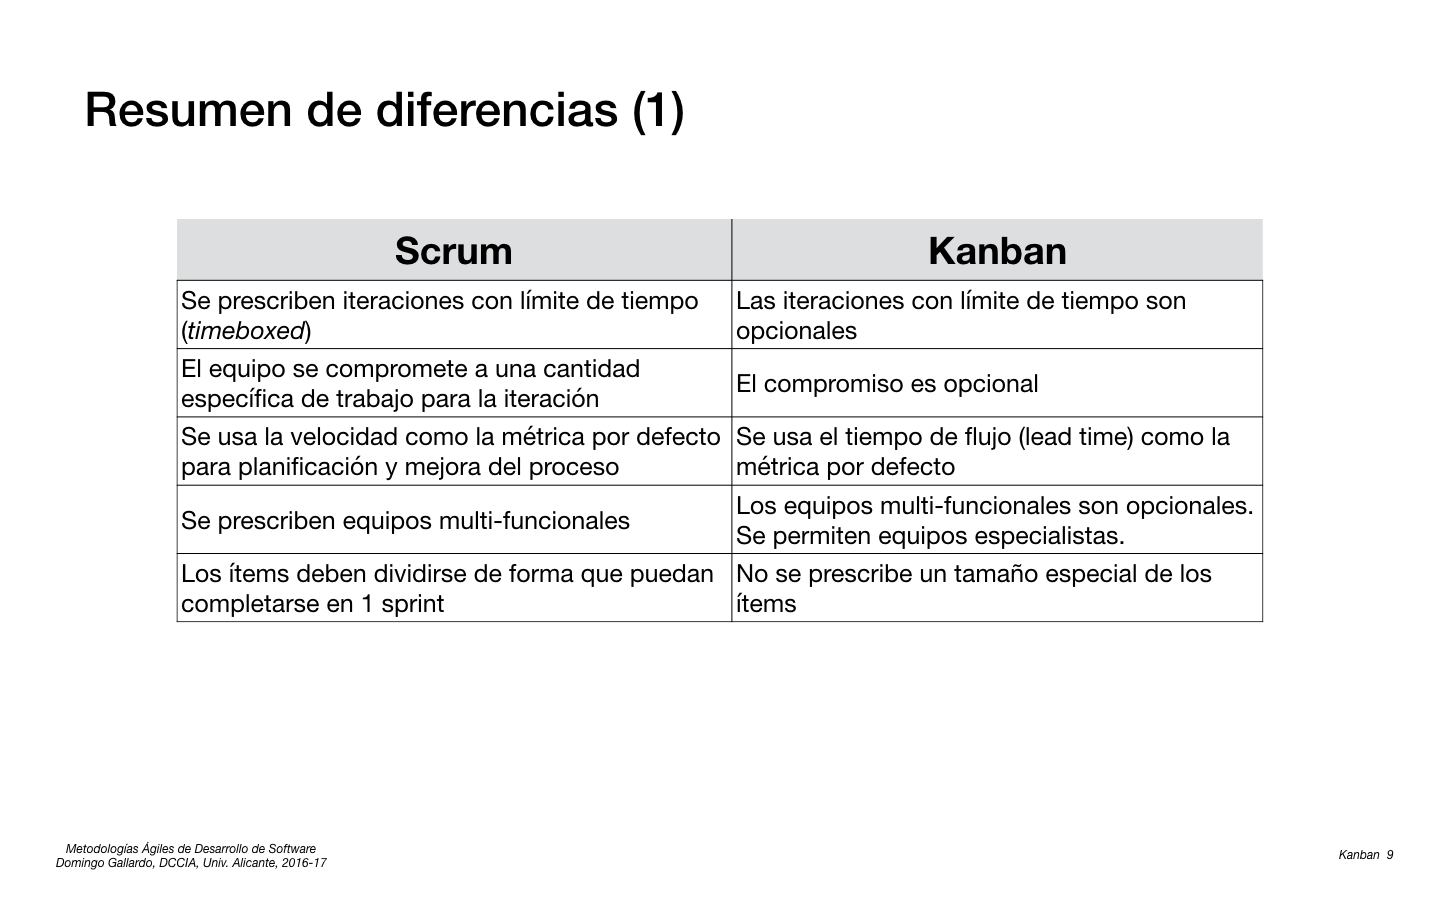 Resumen de diferencias (1)
Scrum
Kanban
Se prescriben iteraciones con límite de tiempo
(timeboxed)
Las iteraciones con límite de tiempo son
opcionales
El equipo se compromete a una cantidad
específica de trabajo para la iteración
El compromiso es opcional
Se usa la velocidad como la métrica por defecto
para planificación y mejora del proceso
Se usa el tiempo de flujo (lead time) como la
métrica por defecto
Se prescriben equipos multi-funcionales
Los equipos multi-funcionales son opcionales.
Se permiten equipos especialistas.
Los ítems deben dividirse de forma que puedan
completarse en 1 sprint
No se prescribe un tamaño especial de los
ítems
Metodologías Ágiles de Desarrollo de Software
Domingo Gallardo, DCCIA, Univ. Alicante, 2016-17
Kanban 9